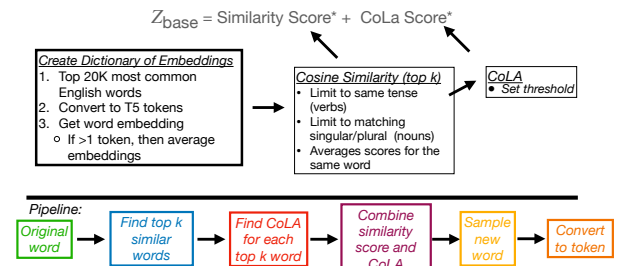 Zbase = Similarity Score* + CoLa Score*
Create Dictionary of Embeddings
1. Top 20K most common
English words
2. Convert to T5 tokens
3. Get word embedding
o If >1 token, then average
embeddings
Cosine Similarity (top k)
• Limit to same tense
(verbs)
• Limit to matching
singular/plural (nouns)
• Averages scores for the
same word
CoLA
• Set threshold
Pipeline:
Original
word
Find top k
similar
words
Find CoLA
for each
top k word
Combine
similarity
score and
CoLA
Sample
new
word
Convert
to token